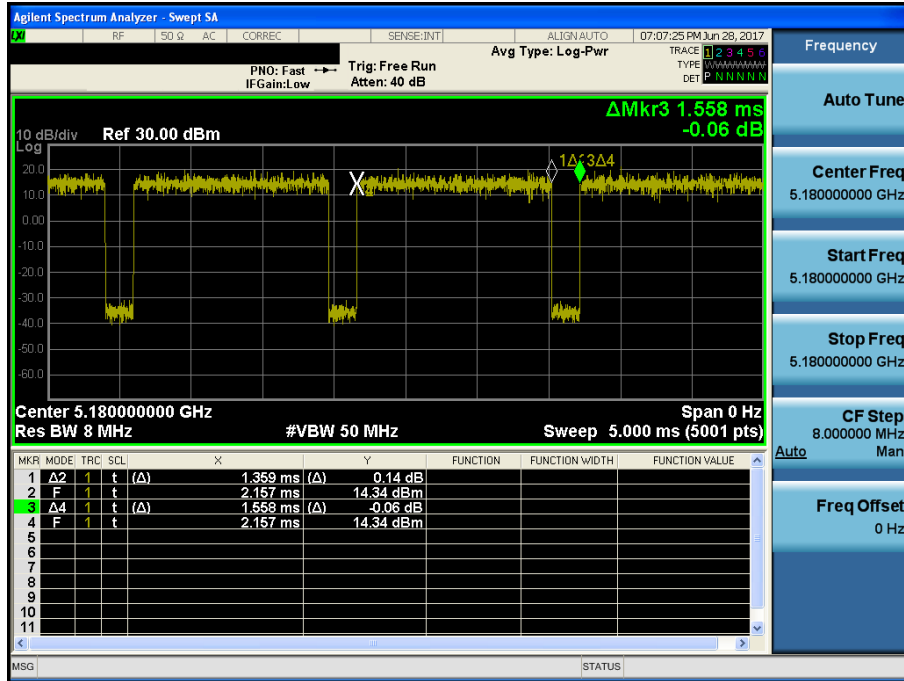 Agilent Spectrum Analyzer - Swept SA
LXI RF 50 Ω AC CORREC SENSE:INT ALIGN AUTO 07:07:25 PM Jun 28, 2017
Frequency
Avg Type: Log-Pwr TRACE 1 2 3 4 5 6
PNO: Fast Trig: Free Run TYPE
IFGain:Low Atten: 40 dB DET P N N N N N
Auto Tune
ΔMkr3 1.558 ms
10 dB/div Ref 30.00 dBm -0.06 dB
Log
20.0
10.0
0.00
-10.0
-20.0
-30.0
-40.0
-50.0
-60.0
3Δ4
Center Freq
5.180000000 GHz
Start Freq
5.180000000 GHz
Stop Freq
5.180000000 GHz
Center 5.180000000 GHz Span 0 Hz
Res BW 8 MHz #VBW 50 MHz Sweep 5.000 ms (5001 pts)
CF Step
8.000000 MHz
Auto Man
MKR MODE TRC SCL X Y FUNCTION FUNCTION WIDTH FUNCTION VALUE
1 Δ2 1 t (Δ) 1.359 ms (Δ) 0.14 dB
2 F 1 t 2.157 ms 14.34 dBm
3 Δ4 1 t (Δ) 1.558 ms (Δ) -0.06 dB
4 F 1 t 2.157 ms 14.34 dBm
5
6
7
8
9
10
11
Freq Offset
0 Hz
MSG STATUS